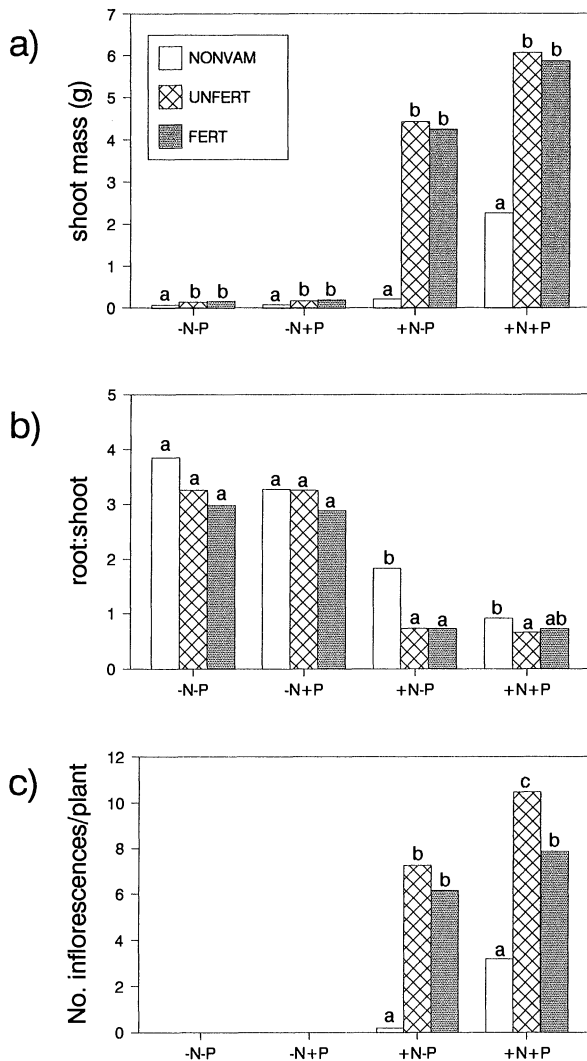 a)
shoot mass (g)
7
6
5
4
3
2
1
0
NONVAM
UNFERT
FERT
a b b
a b b
a b b
a b b
-N-P -N+P +N-P +N+P
b)
root:shoot
5
4
3
2
1
0
a a a
a a a
b a a
b a ab
-N-P -N+P +N-P +N+P
c)
No. inflorescences/plant
12
10
8
6
4
2
0
a b b
a c b
-N-P -N+P +N-P +N+P